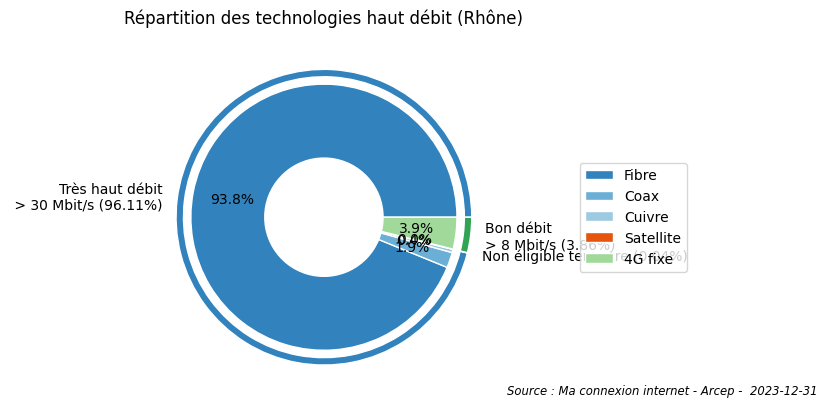 Répartition des technologies haut débit (Rhône)
Très haut débit
> 30 Mbit/s (96.11%)
93.8%
3.9%
0.0%
1.9%
Bon débit
> 8 Mbit/s (3.86%)
Non éligible
Fibre
Coax
Cuivre
Satellite
4G fixe
Source : Ma connexion internet - Arcep -  2023-12-31